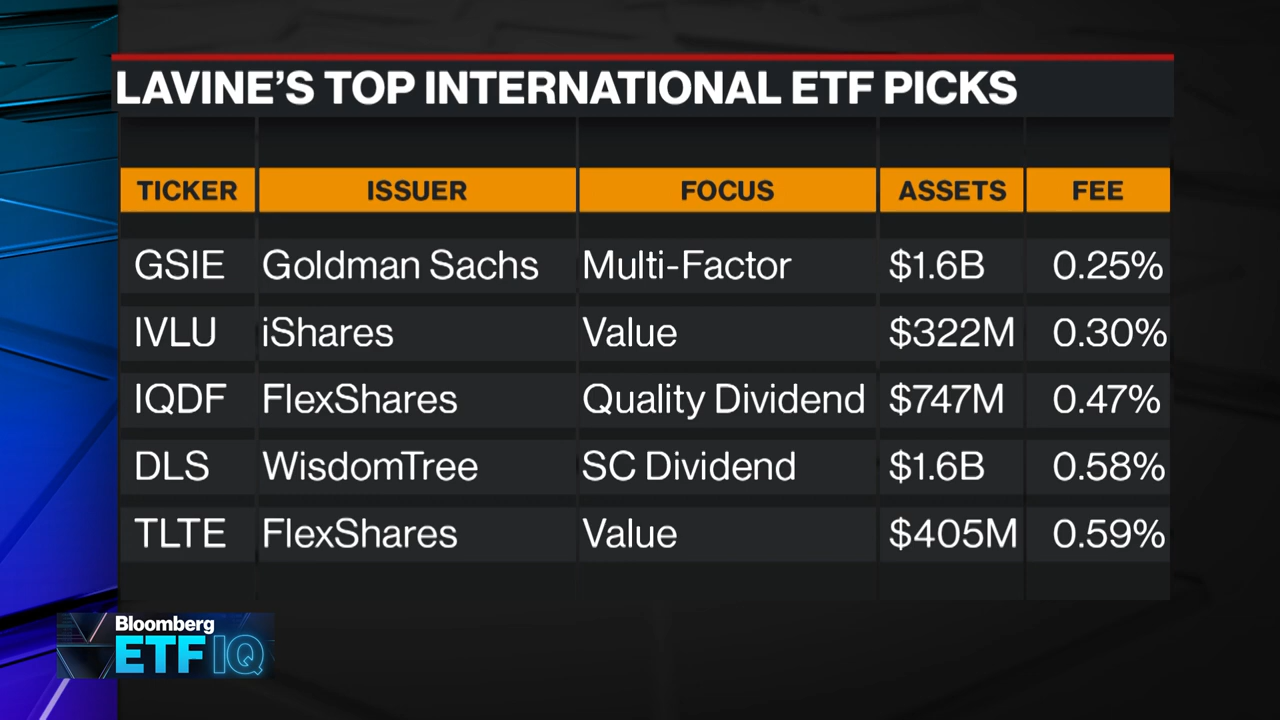 LAVINE'S TOP INTERNATIONAL ETF PICKS
TICKER ISSUER FOCUS ASSETS FEE
GSIE Goldman Sachs Multi-Factor $1.6B 0.25%
IVLU iShares Value $322M 0.30%
IQDF FlexShares Quality Dividend $747M 0.47%
DLS WisdomTree SC Dividend $1.6B 0.58%
TLTE FlexShares Value $405M 0.59%
Bloomberg
ETF IQ